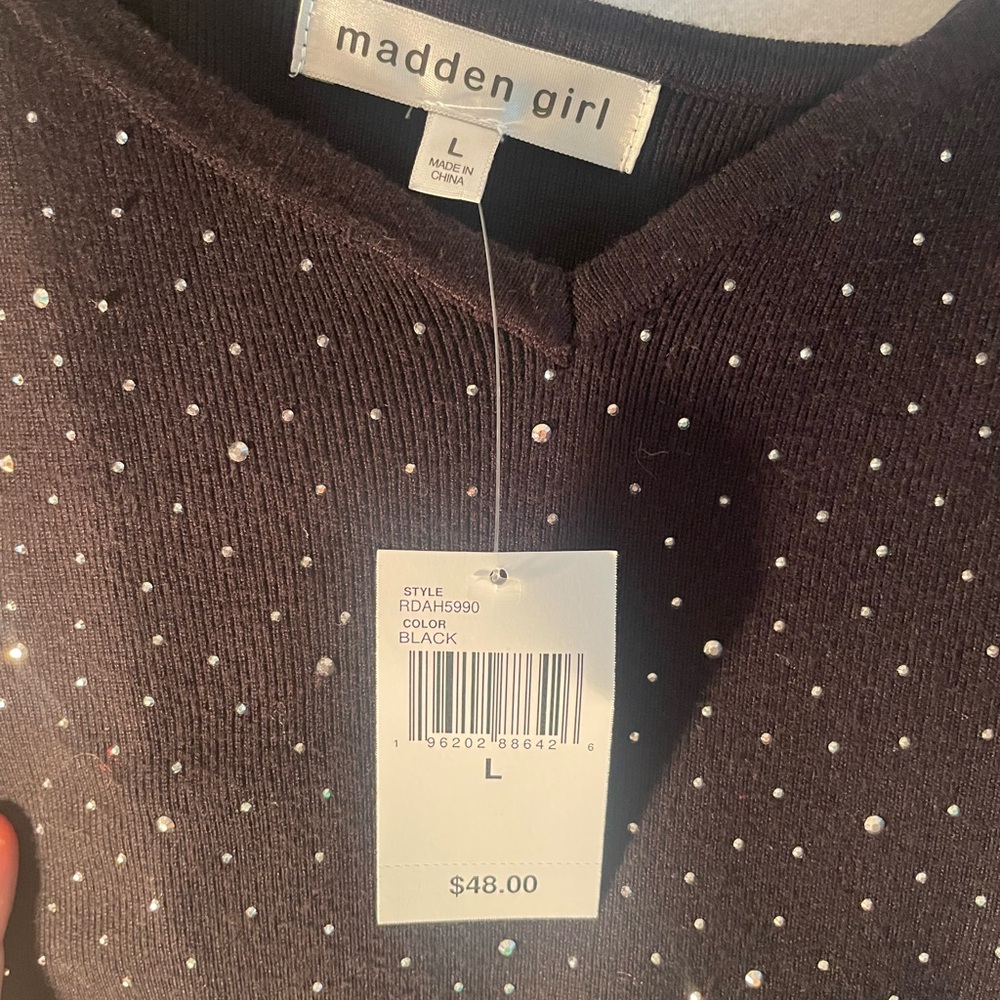 madden girl
L
MADE IN
CHINA
STYLE
RDAH5990
COLOR
BLACK
1 96202 88642 6
L
$48.00